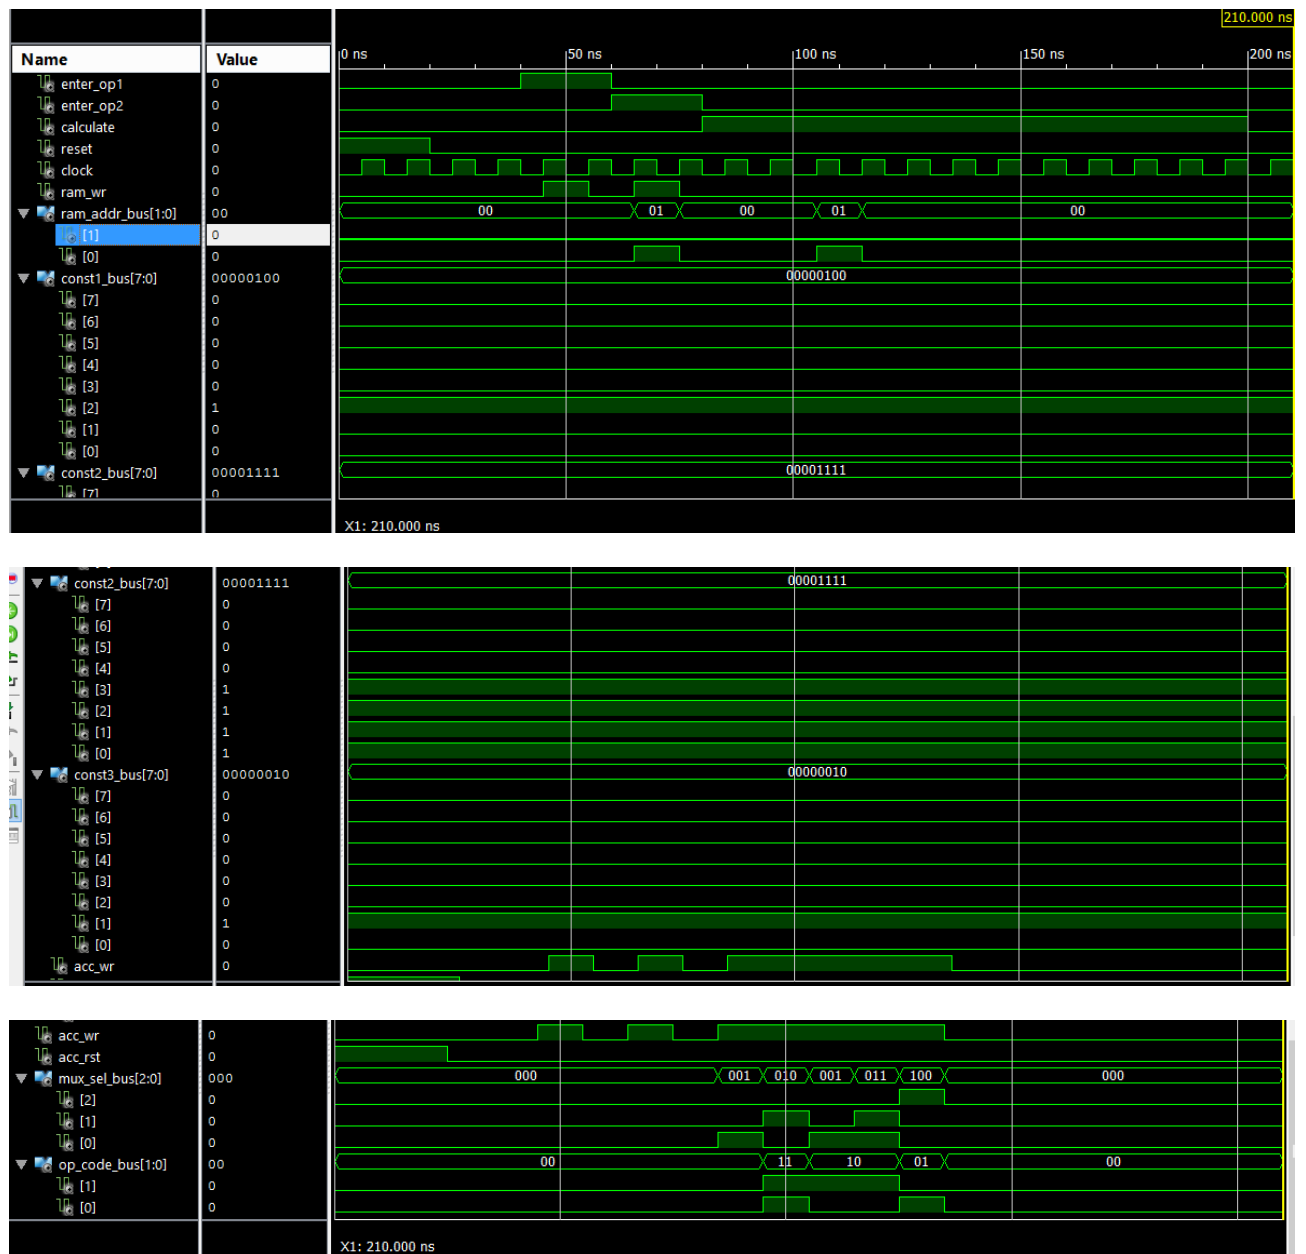 210.000 ns
Name Value 0 ns 50 ns 100 ns 150 ns 200 ns
enter_op1 0
enter_op2 0
calculate 0
reset 0
clock 0
ram_wr 0
ram_addr_bus[1:0] 00 00 01 00 01 00
[1] 0
[0] 0
const1_bus[7:0] 00000100 00000100
[7] 0
[6] 0
[5] 0
[4] 0
[3] 0
[2] 1
[1] 0
[0] 0
const2_bus[7:0] 00001111 00001111
[7] 0
X1: 210.000 ns
const2_bus[7:0] 00001111 00001111
[7] 0
[6] 0
[5] 0
[4] 0
[3] 1
[2] 1
[1] 1
[0] 1
const3_bus[7:0] 00000010 00000010
[7] 0
[6] 0
[5] 0
[4] 0
[3] 0
[2] 0
[1] 1
[0] 0
acc_wr 0
acc_wr 0
acc_rst 0
mux_sel_bus[2:0] 000 000 001 010 001 011 100 000
[2] 0
[1] 0
[0] 0
op_code_bus[1:0] 00 00 11 10 01 00
[1] 0
[0] 0
X1: 210.000 ns